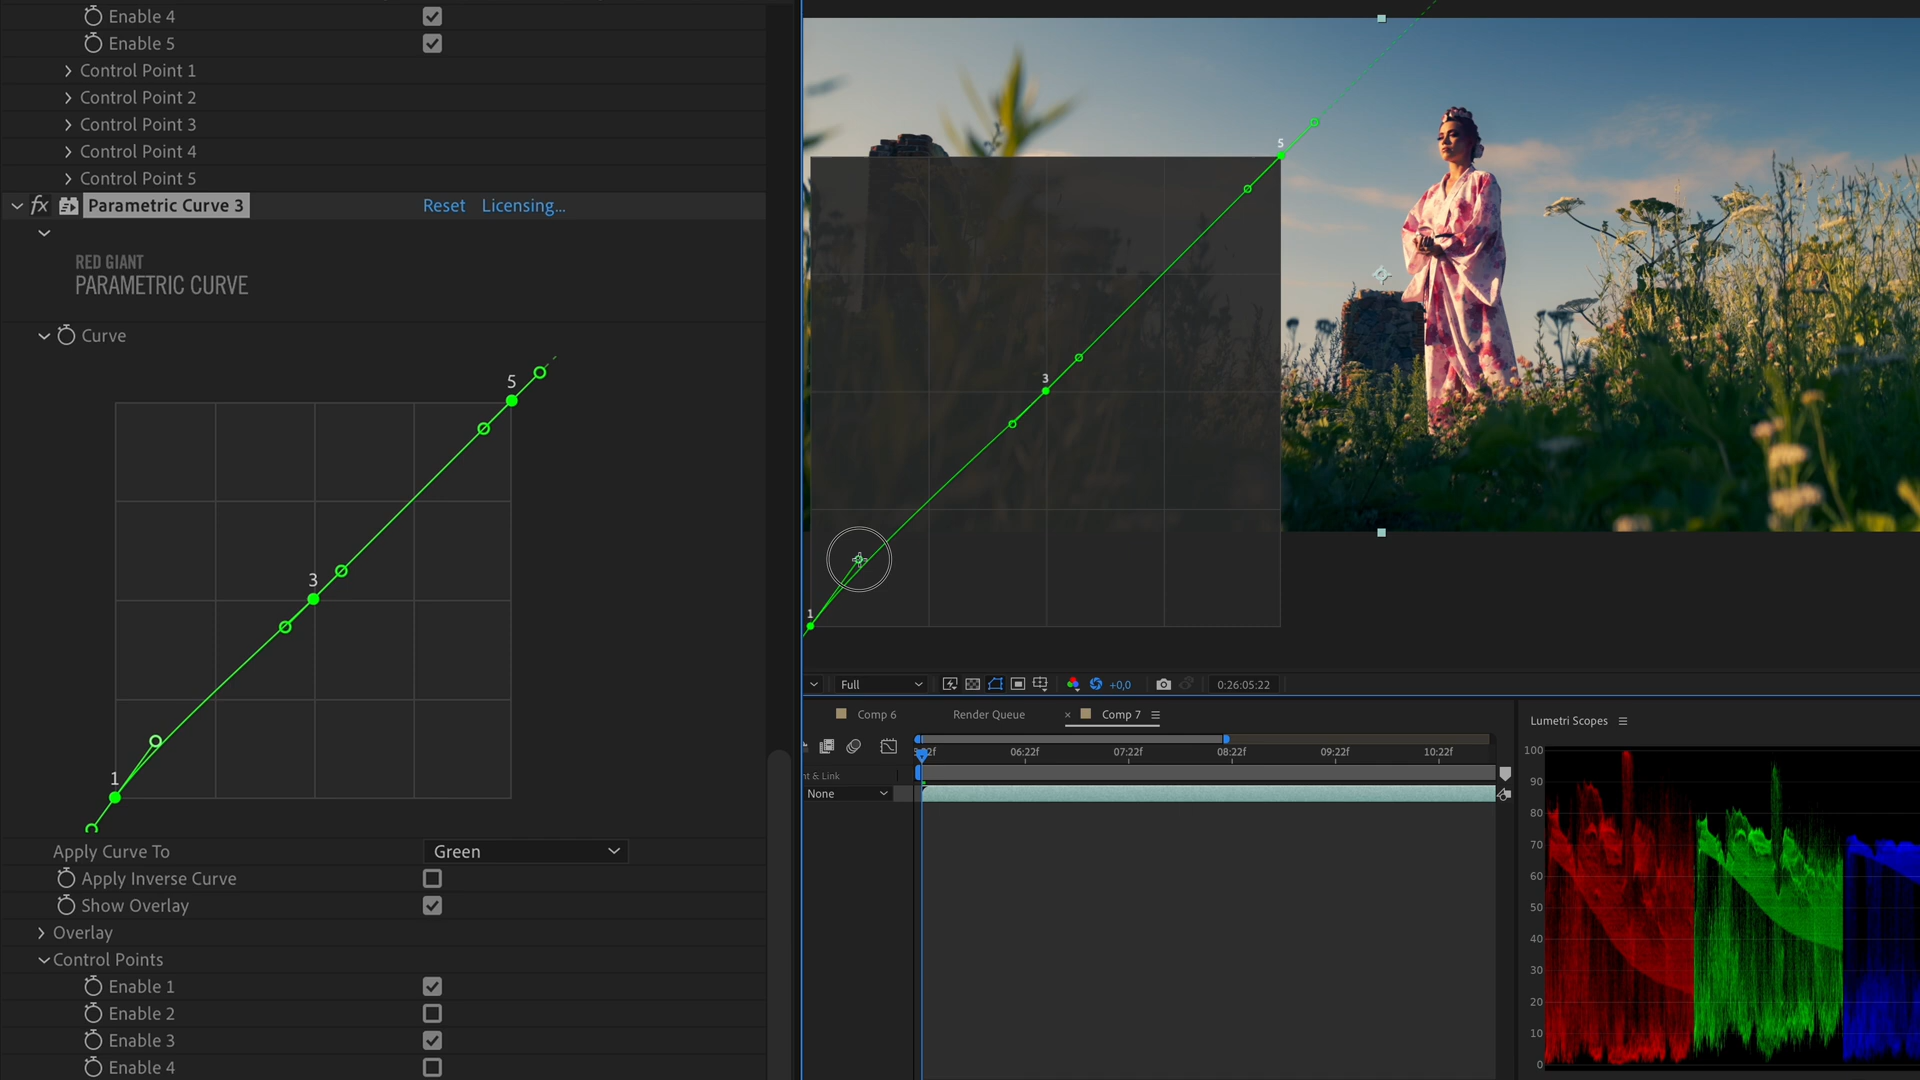 Enable 4
Enable 5
Control Point 1
Control Point 2
Control Point 3
Control Point 4
Control Point 5
fx Parametric Curve 3 Reset Licensing...
RED GIANT
PARAMETRIC CURVE
Curve
5
3
1
Apply Curve To Green
Apply Inverse Curve
Show Overlay
Overlay
Control Points
Enable 1
Enable 2
Enable 3
Enable 4
5
3
1
Full +0,0 0:26:05:22
Comp 6 Render Queue × Comp 7
06:22f 07:22f 08:22f 09:22f 10:22f
& Link
None
Lumetri Scopes
100
90
80
70
60
50
40
30
20
10
0